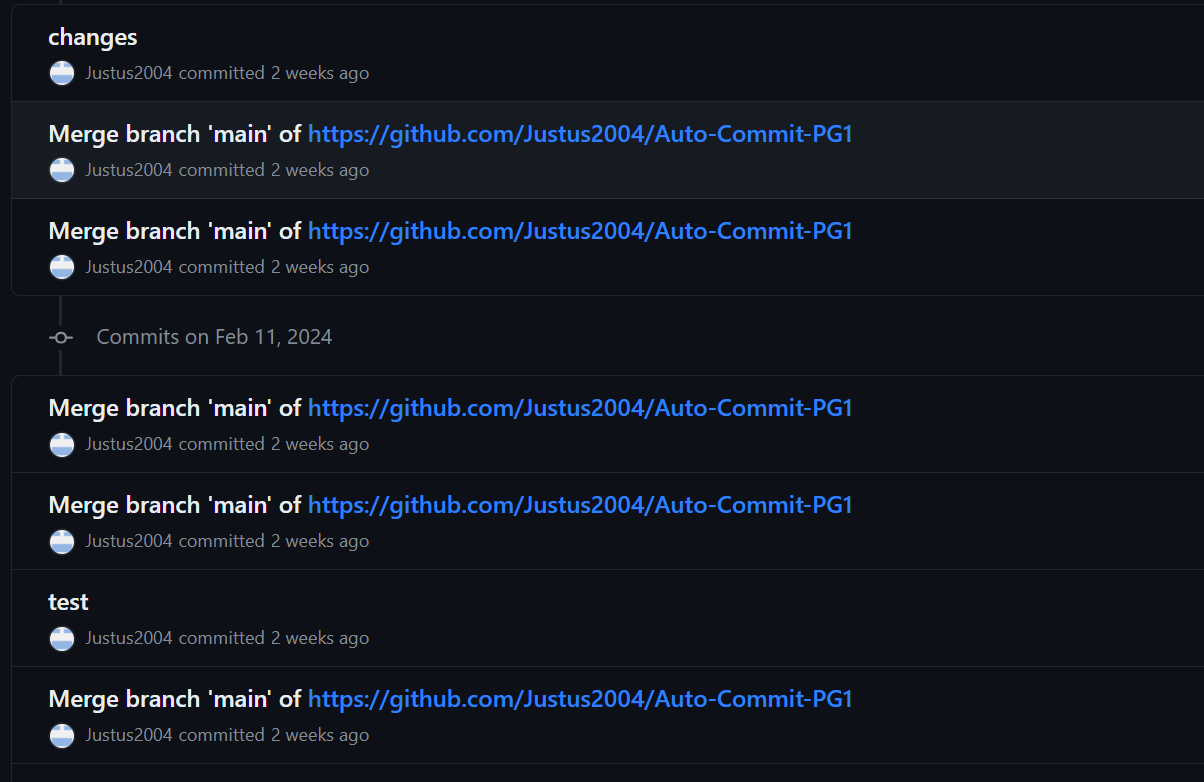 changes
Justus2004 committed 2 weeks ago
Merge branch 'main' of https://github.com/Justus2004/Auto-Commit-PG1
Justus2004 committed 2 weeks ago
Merge branch 'main' of https://github.com/Justus2004/Auto-Commit-PG1
Justus2004 committed 2 weeks ago
Commits on Feb 11, 2024
Merge branch 'main' of https://github.com/Justus2004/Auto-Commit-PG1
Justus2004 committed 2 weeks ago
Merge branch 'main' of https://github.com/Justus2004/Auto-Commit-PG1
Justus2004 committed 2 weeks ago
test
Justus2004 committed 2 weeks ago
Merge branch 'main' of https://github.com/Justus2004/Auto-Commit-PG1
Justus2004 committed 2 weeks ago